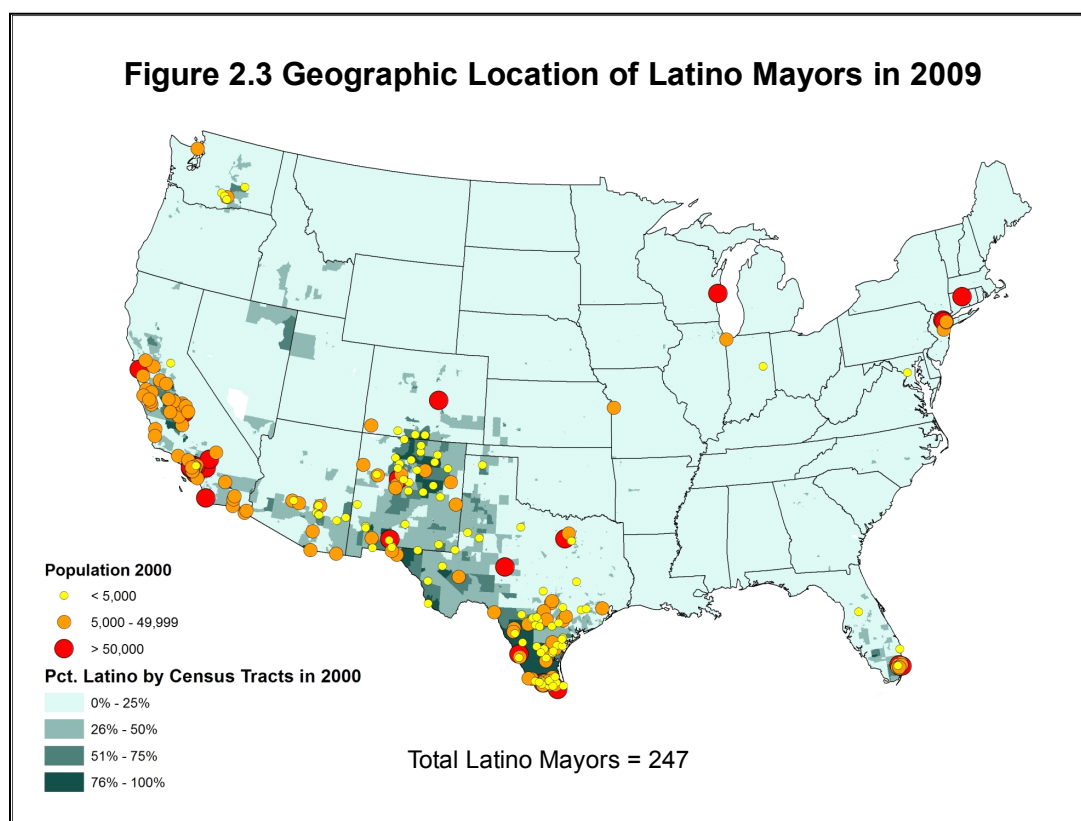 Figure 2.3 Geographic Location of Latino Mayors in 2009
Population 2000
< 5,000
5,000 - 49,999
> 50,000
Pct. Latino by Census Tracts in 2000
0% - 25%
26% - 50%
51% - 75%
76% - 100%
Total Latino Mayors = 247